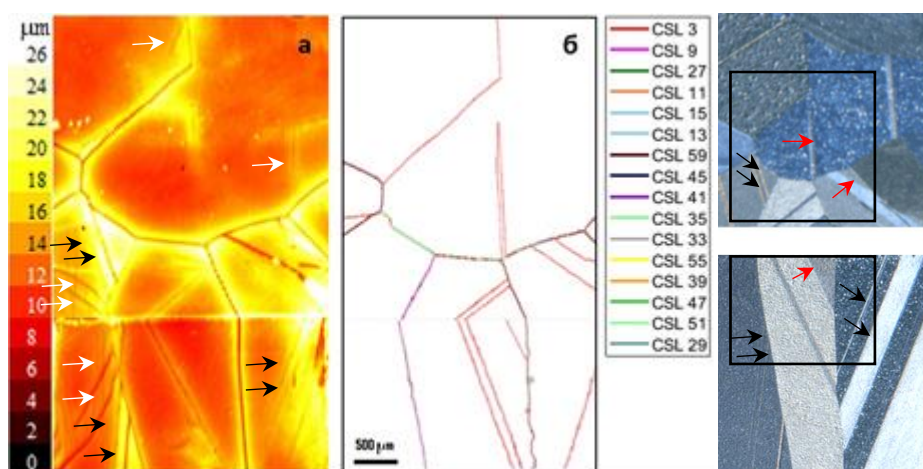 μm
26
24
22
20
18
16
14
12
10
8
6
4
2
0
а
б
500 μm
CSL 3
CSL 9
CSL 27
CSL 11
CSL 15
CSL 13
CSL 59
CSL 45
CSL 41
CSL 35
CSL 33
CSL 55
CSL 39
CSL 47
CSL 51
CSL 29